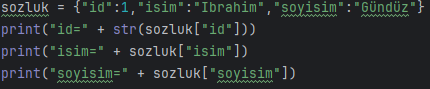 sozluk = {"id":1,"isim":"Ibrahim","soyisim":"Gündüz"}
print("id=" + str(sozluk["id"]))
print("isim=" + sozluk["isim"])
print("soyisim=" + sozluk["soyisim"])